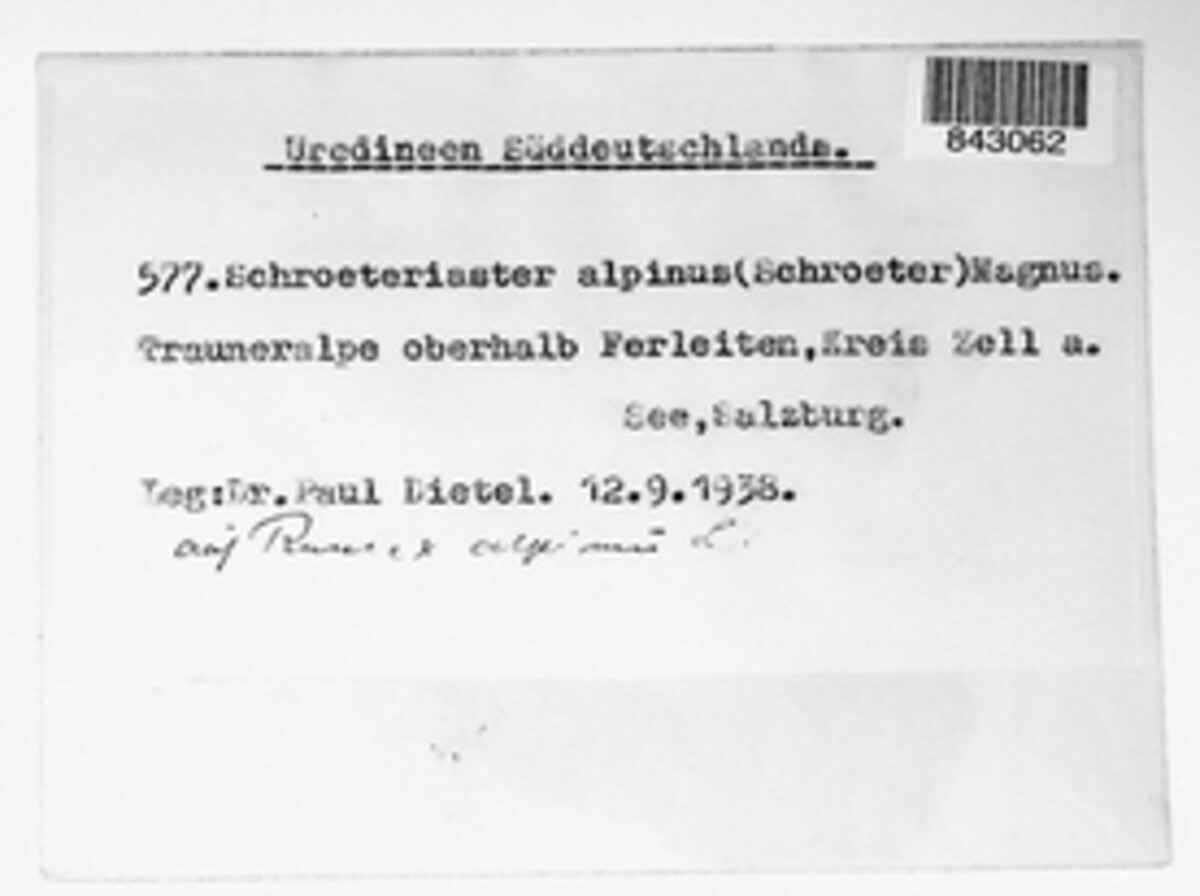 843062
Uredineen Süddeutschlands.
577.Schroeteriaster alpinus(Schroeter)Magnus.
Trauneralpe oberhalb Ferleiten,Kreis Zell a.
See,Salzburg.
Leg:Dr.Paul Dietel. 12.9.1938.
auf Rumex alpinus L.